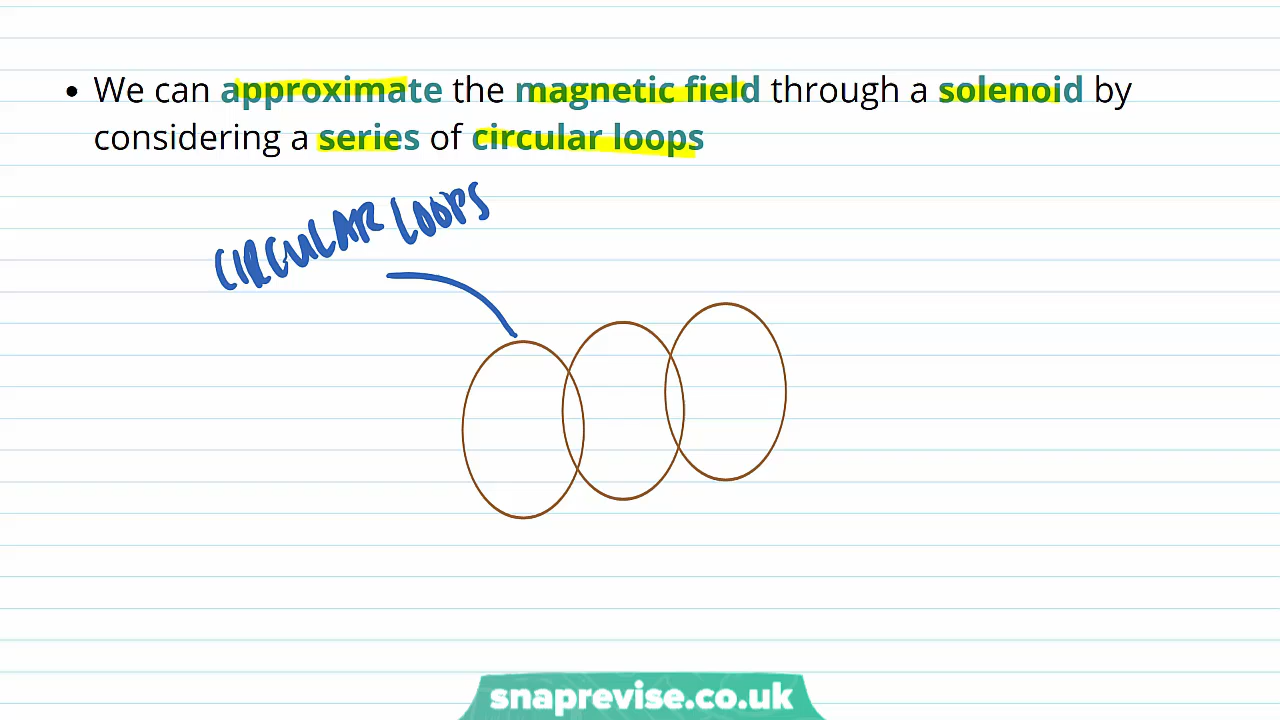 • We can approximate the magnetic field through a solenoid by
considering a series of circular loops
CIRCULAR LOOPS
snaprevise.co.uk